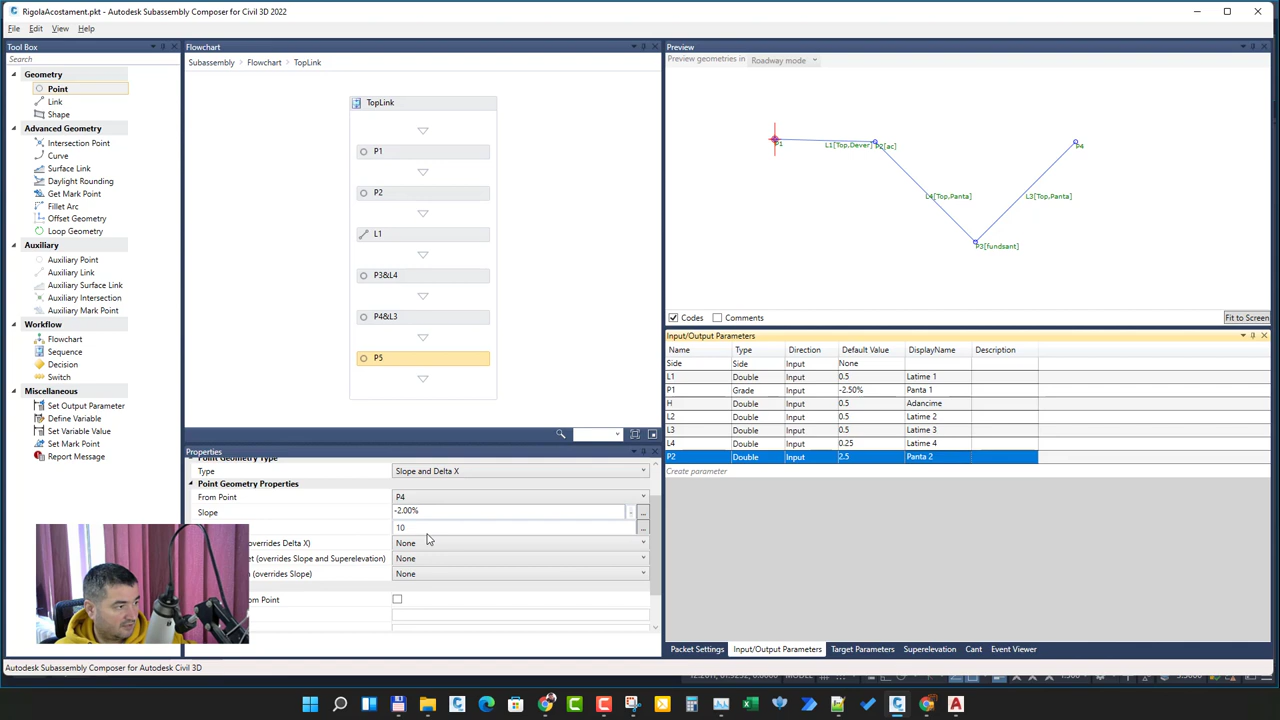 RigolaAcostament.pkt - Autodesk Subassembly Composer for Civil 3D 2022
File Edit View Help
Tool Box
Search
Geometry
Point
Link
Shape
Advanced Geometry
Intersection Point
Curve
Surface Link
Daylight Rounding
Get Mark Point
Fillet Arc
Offset Geometry
Loop Geometry
Auxiliary
Auxiliary Point
Auxiliary Link
Auxiliary Surface Link
Auxiliary Intersection
Auxiliary Mark Point
Workflow
Flowchart
Sequence
Decision
Switch
Miscellaneous
Set Output Parameter
Define Variable
Set Variable Value
Set Mark Point
Report Message
Flowchart
Subassembly Flowchart TopLink
TopLink
P1
P2
L1
P3&L4
P4&L3
P5
Properties
Point Geometry Type
Type Slope and Delta X
Point Geometry Properties
From Point P4
Slope -2.00% ...
10 ...
(overrides Delta X) None
et (overrides Slope and Superelevation) None
n (overrides Slope) None
om Point
Preview
Preview geometries in Roadway mode
P1
L1[Top,Dever] P2[ac]
P4
L4[Top,Panta] L3[Top,Panta]
P3[fundsant]
Codes Comments Fit to Screen
Input/Output Parameters
Name Type Direction Default Value DisplayName Description
Side Side Input None
L1 Double Input 0.5 Latime 1
P1 Grade Input -2.50% Panta 1
H Double Input 0.5 Adancime
L2 Double Input 0.5 Latime 2
L3 Double Input 0.5 Latime 3
L4 Double Input 0.25 Latime 4
P2 Double Input 2.5 Panta 2
Create parameter
Packet Settings Input/Output Parameters Target Parameters Superelevation Cant Event Viewer
Autodesk Subassembly Composer for Autodesk Civil 3D